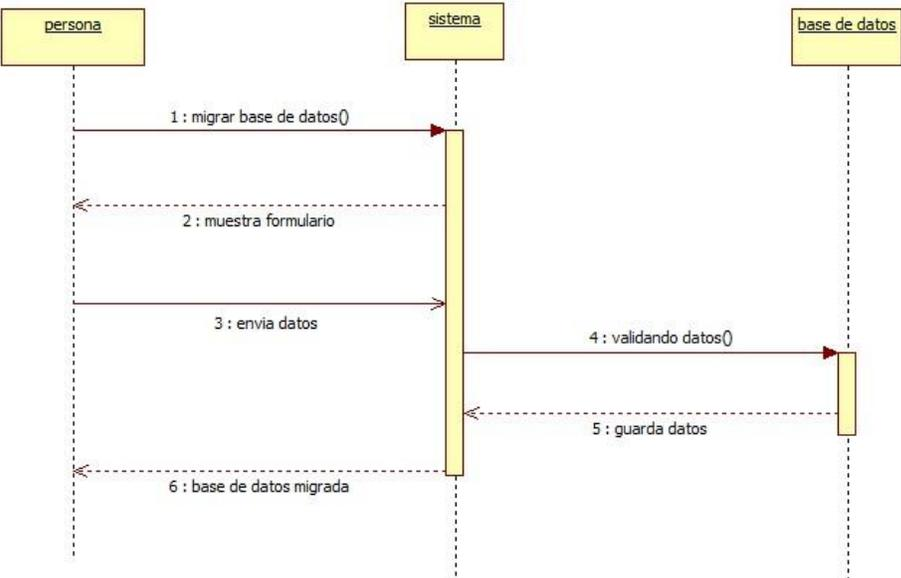 persona
sistema
base de datos
1 : migrar base de datos()
2 : muestra formulario
3 : envia datos
4 : validando datos()
5 : guarda datos
6 : base de datos migrada